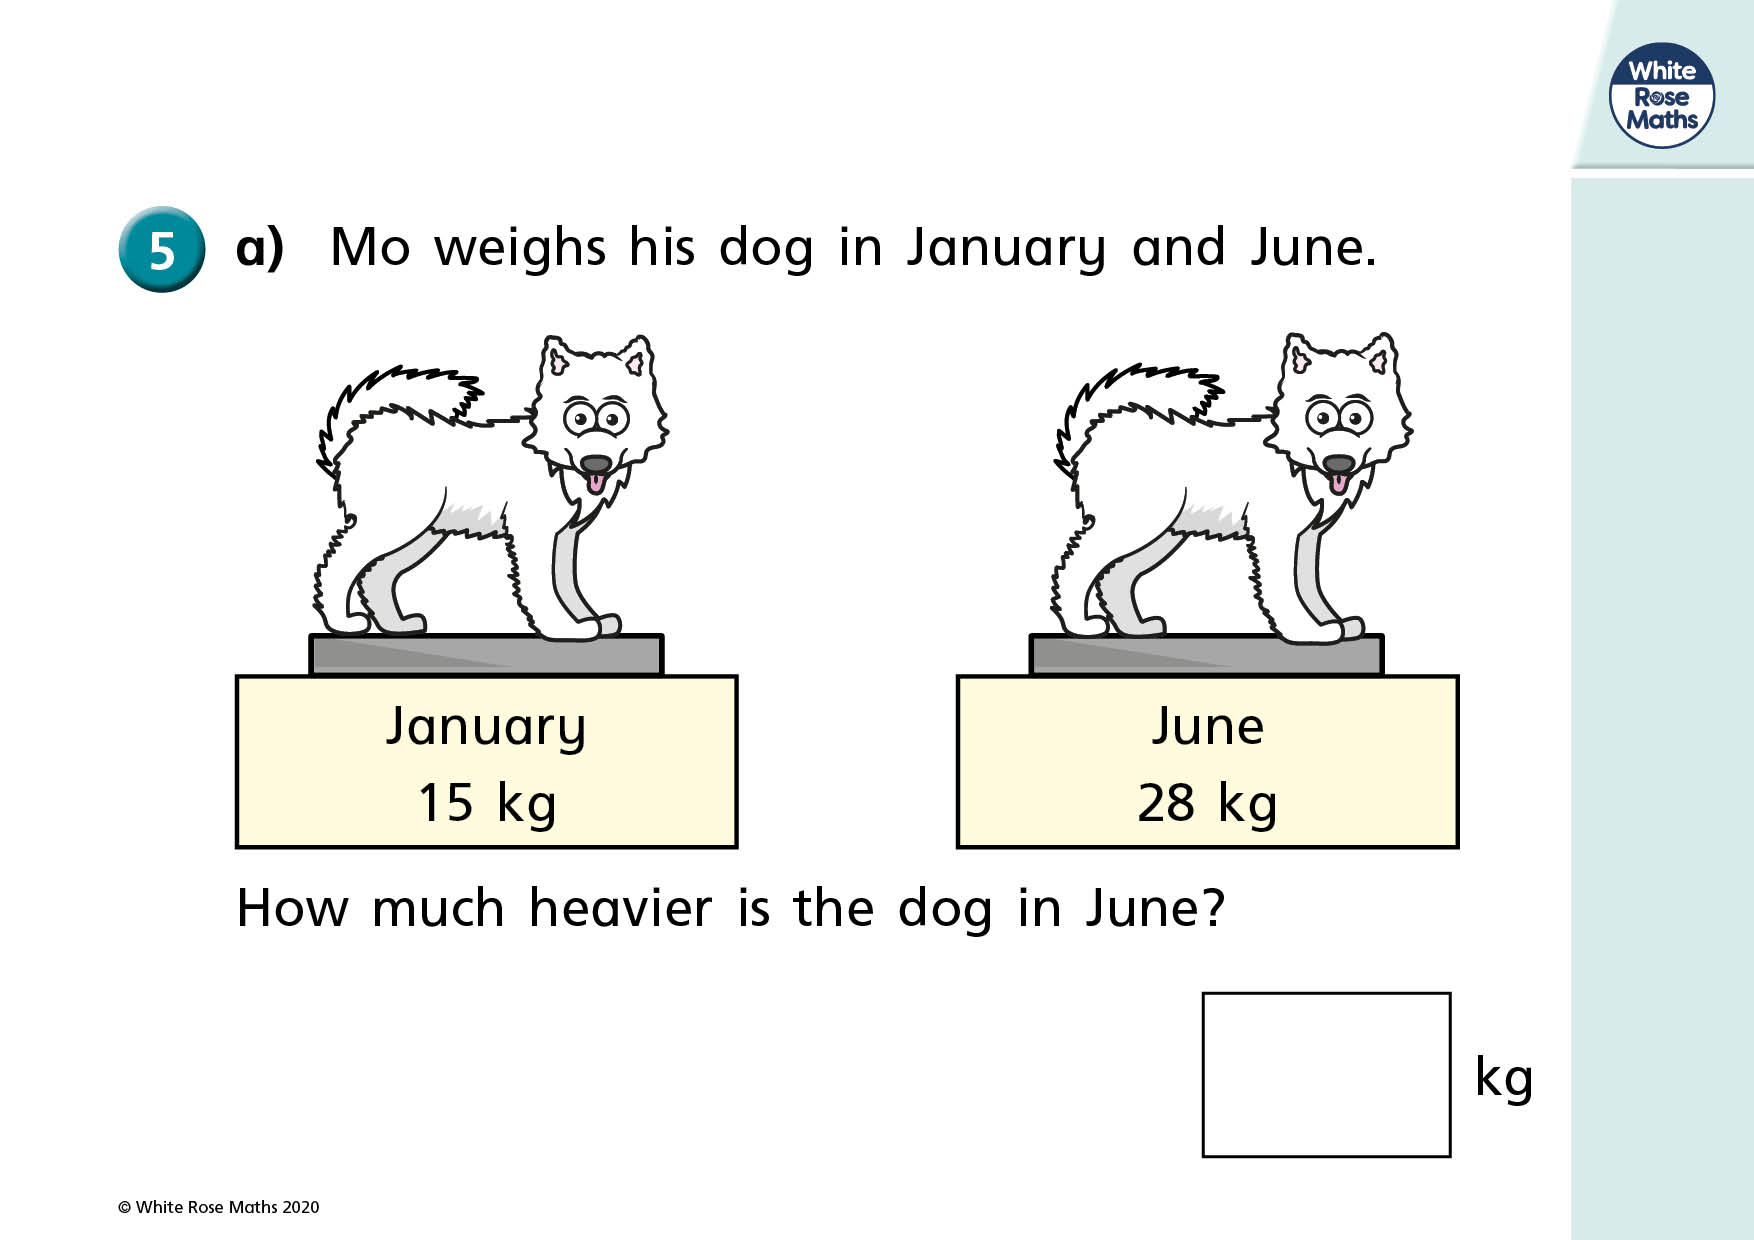 White
Rose
Maths
5 a) Mo weighs his dog in January and June.
January
15 kg
June
28 kg
How much heavier is the dog in June?
kg
© White Rose Maths 2020